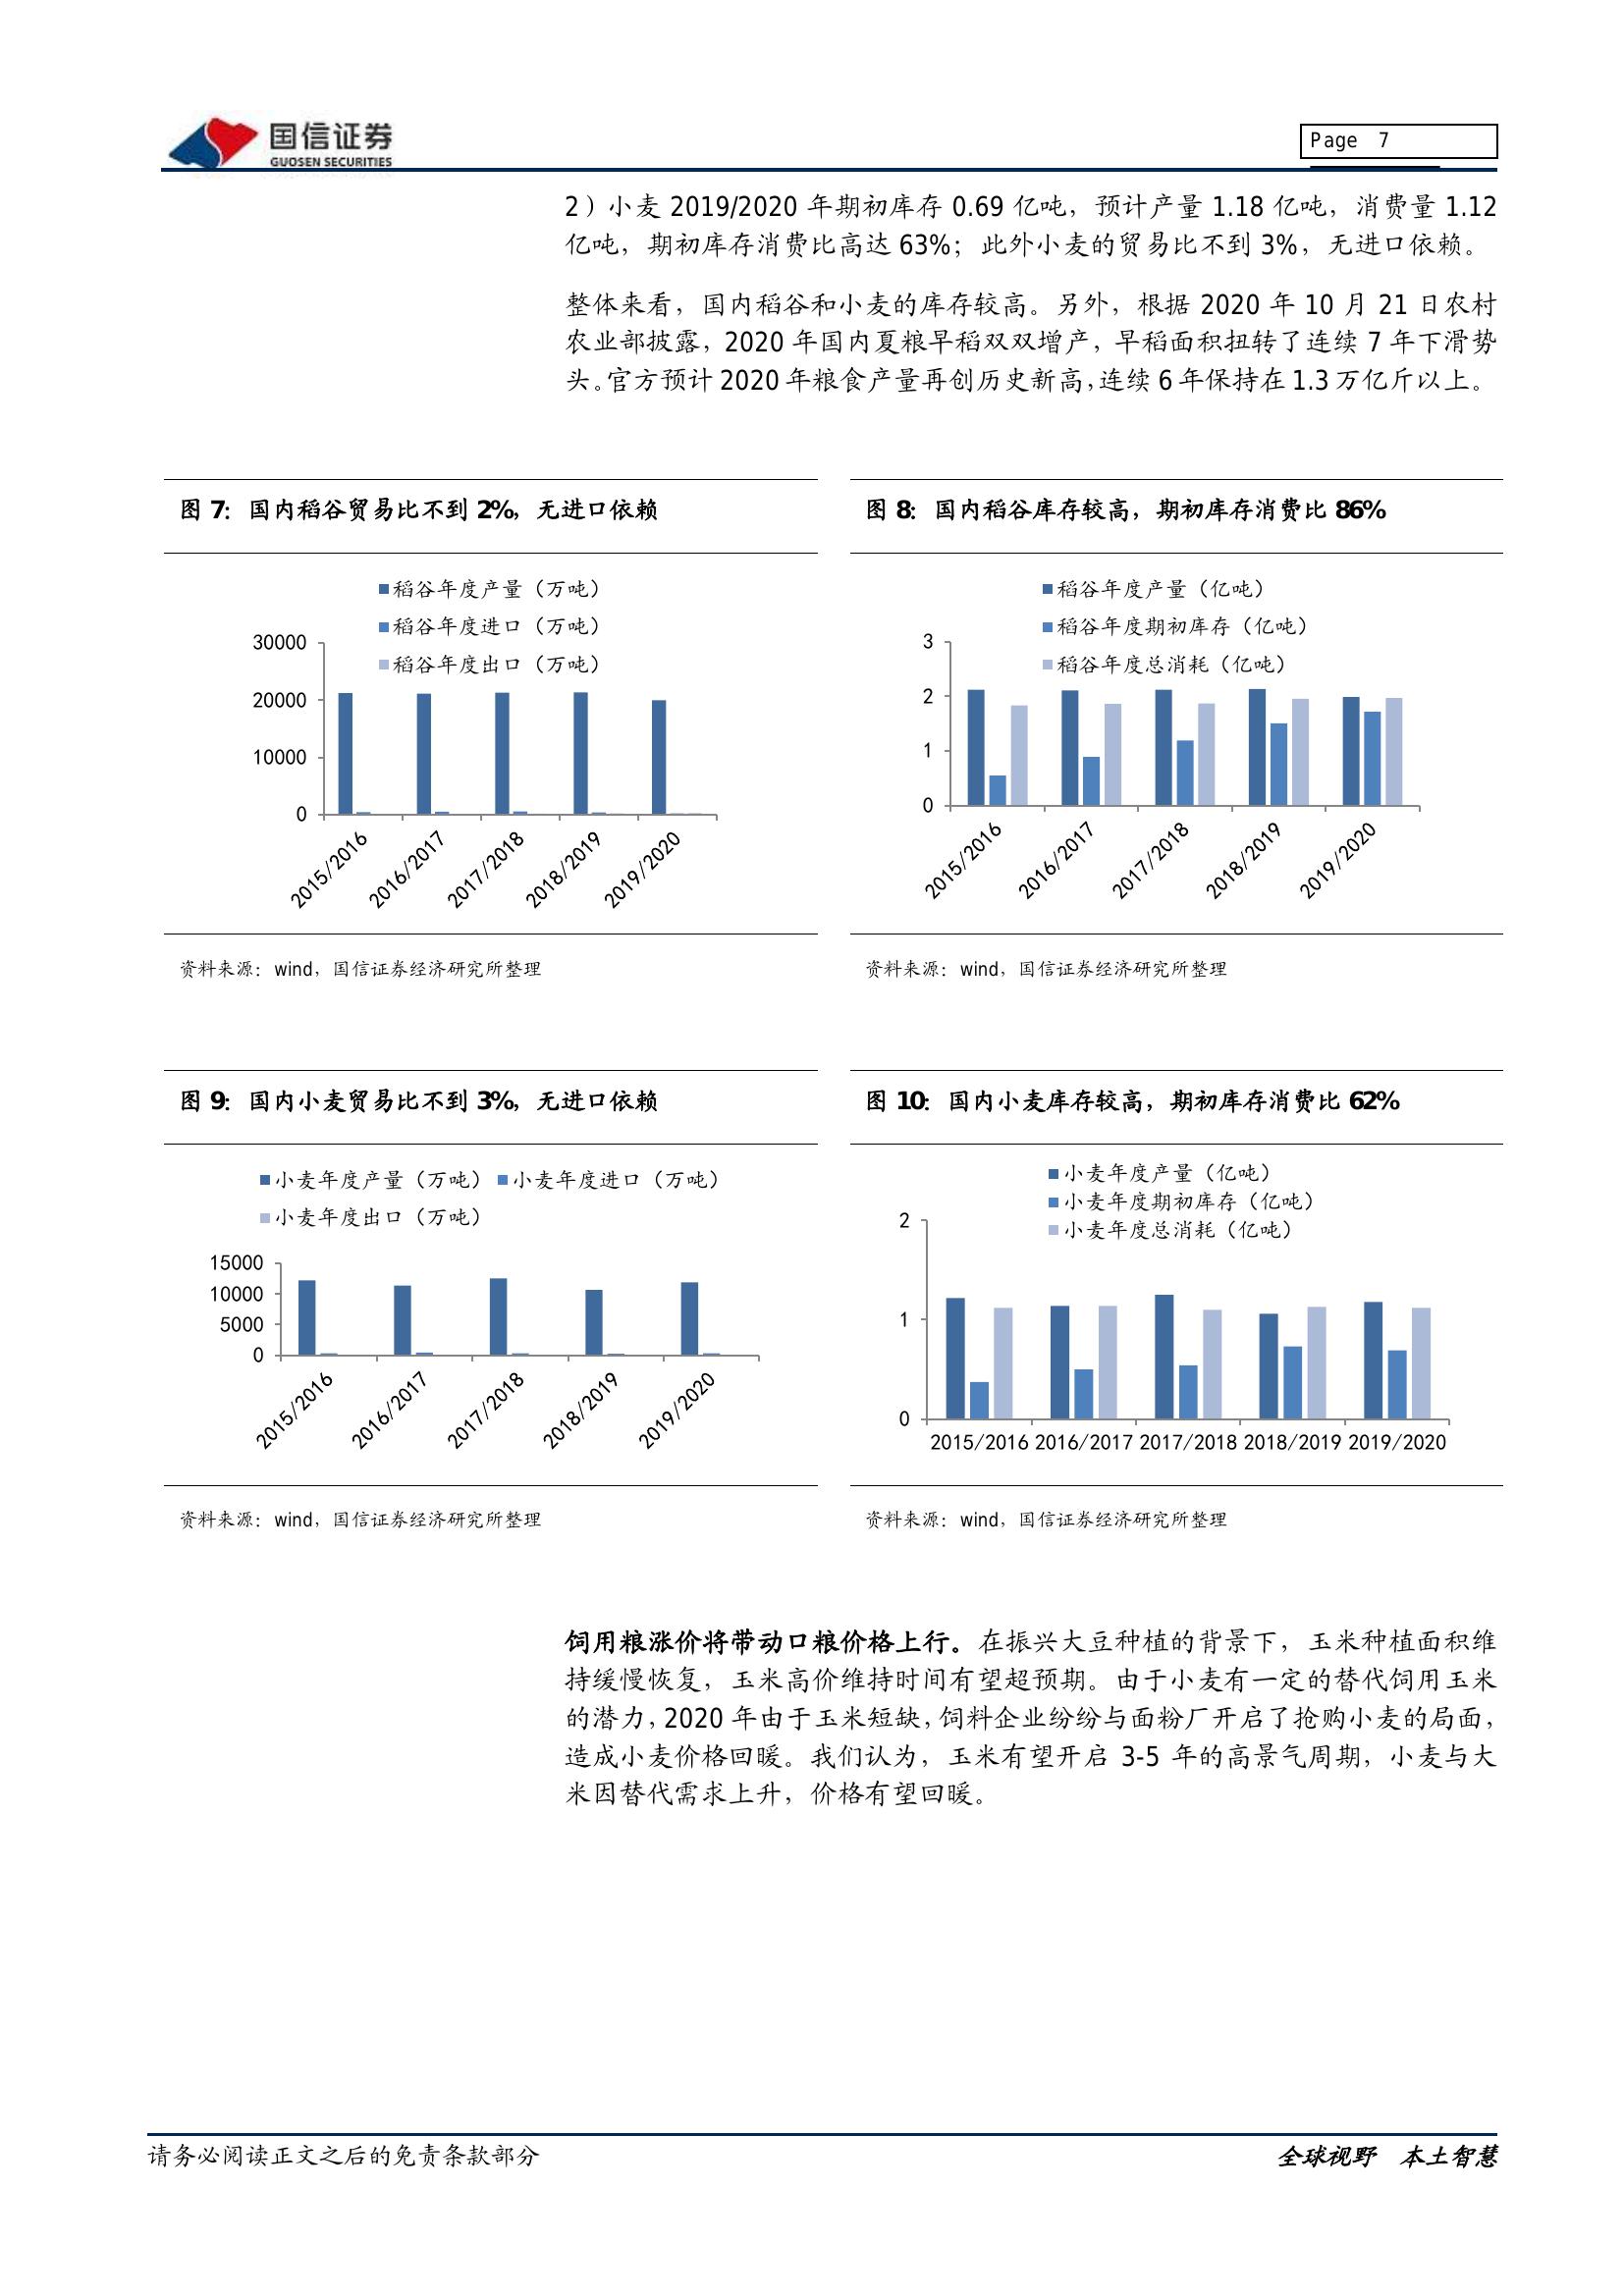 国信证券
GUOSEN SECURITIES
Page 7
2）小麦 2019/2020 年期初库存 0.69 亿吨，预计产量 1.18 亿吨，消费量 1.12
亿吨，期初库存消费比高达 63%；此外小麦的贸易比不到 3%，无进口依赖。
整体来看，国内稻谷和小麦的库存较高。另外，根据 2020 年 10 月 21 日农村
农业部披露，2020 年国内夏粮早稻双双增产，早稻面积扭转了连续 7 年下滑势
头。官方预计 2020 年粮食产量再创历史新高，连续 6 年保持在 1.3 万亿斤以上。
图 7：国内稻谷贸易比不到 2%，无进口依赖
稻谷年度产量（万吨）
稻谷年度进口（万吨）
稻谷年度出口（万吨）
30000
20000
10000
0
2015/2016 2016/2017 2017/2018 2018/2019 2019/2020
资料来源：wind，国信证券经济研究所整理
图 8：国内稻谷库存较高，期初库存消费比 86%
稻谷年度产量（亿吨）
稻谷年度期初库存（亿吨）
稻谷年度总消耗（亿吨）
3
2
1
0
2015/2016 2016/2017 2017/2018 2018/2019 2019/2020
资料来源：wind，国信证券经济研究所整理
图 9：国内小麦贸易比不到 3%，无进口依赖
小麦年度产量（万吨） 小麦年度进口（万吨）
小麦年度出口（万吨）
15000
10000
5000
0
2015/2016 2016/2017 2017/2018 2018/2019 2019/2020
资料来源：wind，国信证券经济研究所整理
图 10：国内小麦库存较高，期初库存消费比 62%
小麦年度产量（亿吨）
小麦年度期初库存（亿吨）
小麦年度总消耗（亿吨）
2
1
0
2015/2016 2016/2017 2017/2018 2018/2019 2019/2020
资料来源：wind，国信证券经济研究所整理
饲用粮涨价将带动口粮价格上行。在振兴大豆种植的背景下，玉米种植面积维
持缓慢恢复，玉米高价维持时间有望超预期。由于小麦有一定的替代饲用玉米
的潜力，2020 年由于玉米短缺，饲料企业纷纷与面粉厂开启了抢购小麦的局面，
造成小麦价格回暖。我们认为，玉米有望开启 3-5 年的高景气周期，小麦与大
米因替代需求上升，价格有望回暖。
请务必阅读正文之后的免责条款部分
全球视野 本土智慧